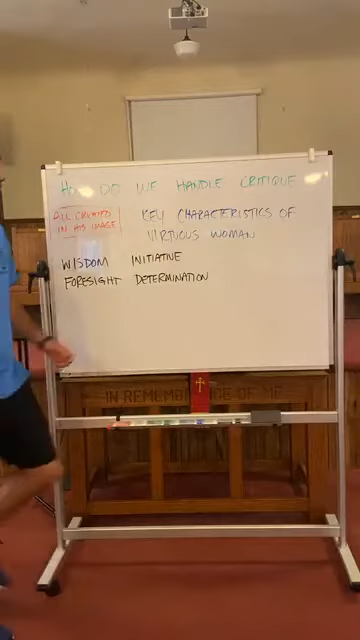 HOW DO WE HANDLE CRITIQUE
ALL CREATED
IN HIS IMAGE
KEY CHARACTERISTICS OF
VIRTUOUS WOMAN
WISDOM INITIATIVE
FORESIGHT DETERMINATION
IN REMEMBRANCE OF ME